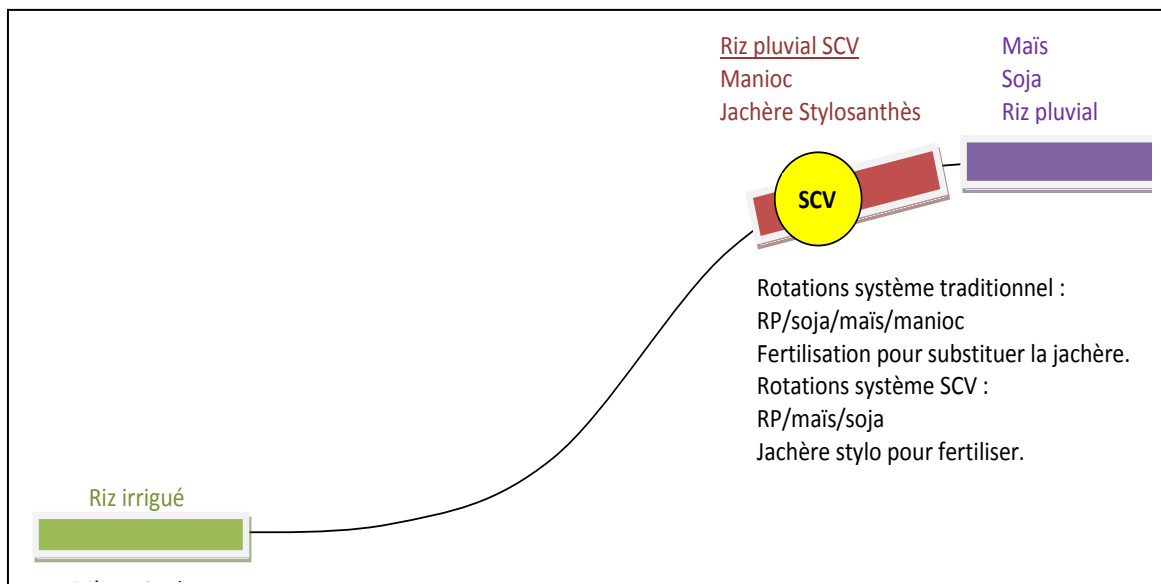 Riz pluvial SCV
Manioc
Jachère Stylosanthès
Maïs
Soja
Riz pluvial
SCV
Rotations système traditionnel :
RP/soja/maïs/manioc
Fertilisation pour substituer la jachère.
Rotations système SCV :
RP/maïs/soja
Jachère stylo pour fertiliser.
Riz irrigué